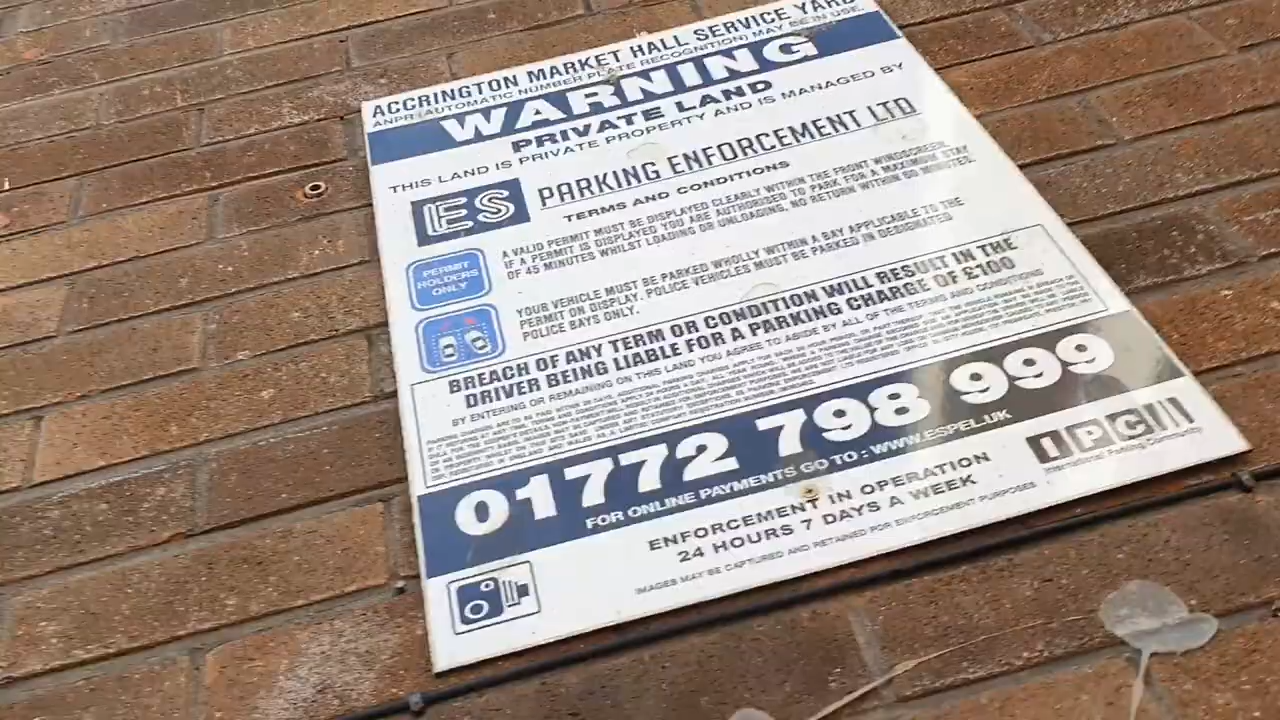 ACCRINGTON MARKET HALL SERVICE YARD
ANPR (AUTOMATIC NUMBER PLATE RECOGNITION) MAY BE IN USE.
WARNING
PRIVATE LAND
THIS LAND IS PRIVATE PROPERTY AND IS MANAGED BY
ES PARKING ENFORCEMENT LTD
TERMS AND CONDITIONS
PERMIT
HOLDERS
ONLY
A VALID PERMIT MUST BE DISPLAYED CLEARLY WITHIN THE FRONT WINDSCREEN.
IF A PERMIT IS DISPLAYED YOU ARE AUTHORISED TO PARK FOR A MAXIMUM STAY
OF 45 MINUTES WHILST LOADING OR UNLOADING, NO RETURN WITHIN 60 MINUTES.
YOUR VEHICLE MUST BE PARKED WHOLLY WITHIN A BAY APPLICABLE TO THE
PERMIT ON DISPLAY. POLICE VEHICLES MUST BE PARKED IN DESIGNATED
POLICE BAYS ONLY.
BREACH OF ANY TERM OR CONDITION WILL RESULT IN THE
DRIVER BEING LIABLE FOR A PARKING CHARGE OF £100
BY ENTERING OR REMAINING ON THIS LAND YOU AGREE TO ABIDE BY ALL OF THE TERMS AND CONDITIONS
01772 798 999
FOR ONLINE PAYMENTS GO TO : WWW.ESPEL.UK
IPC
International Parking Community
ENFORCEMENT IN OPERATION
24 HOURS 7 DAYS A WEEK
IMAGES MAY BE CAPTURED AND RETAINED FOR ENFORCEMENT PURPOSES